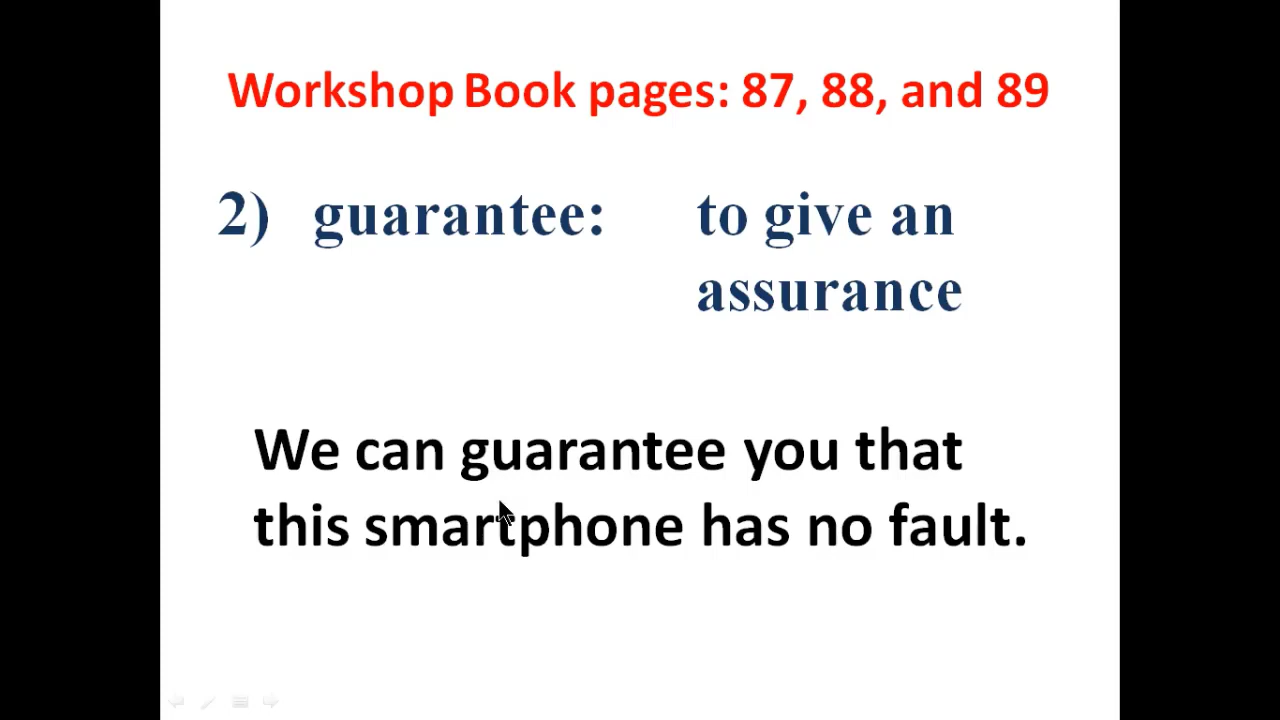 Workshop Book pages: 87, 88, and 89
2) guarantee: to give an
assurance
We can guarantee you that
this smartphone has no fault.